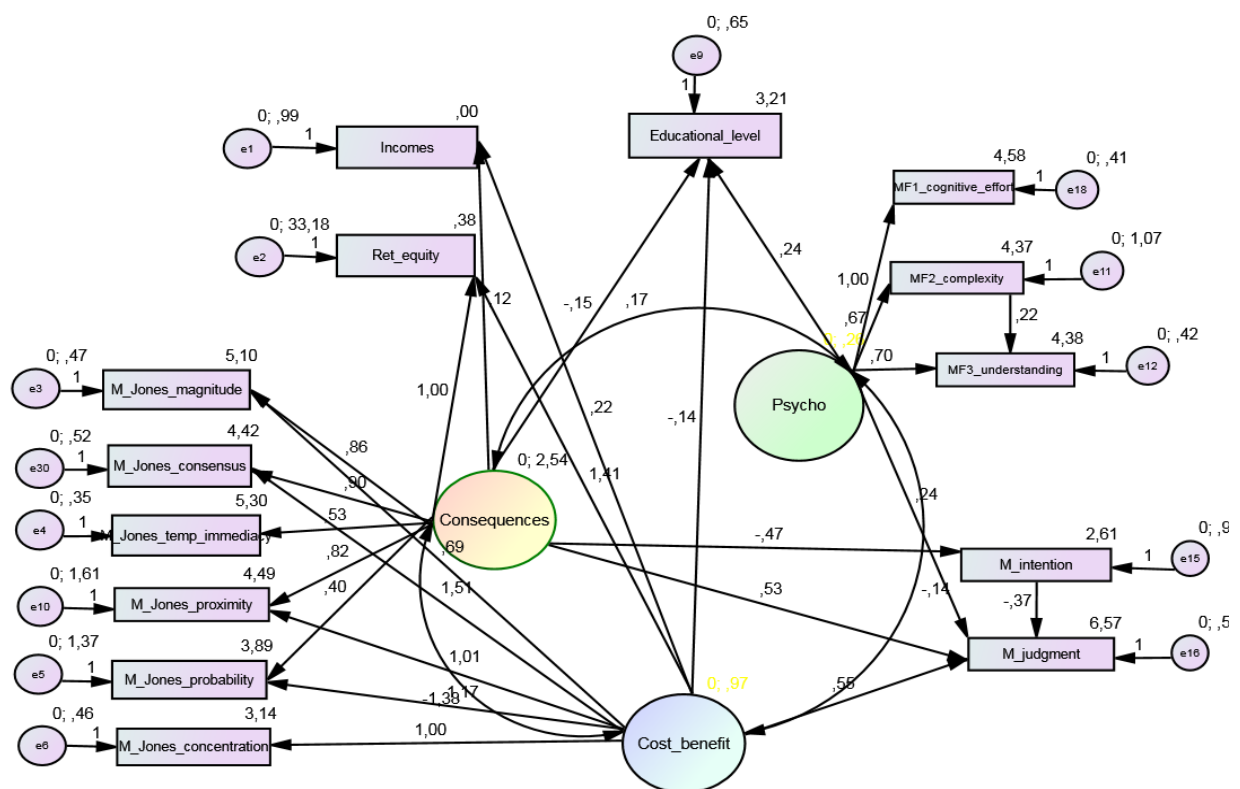 0; ,65
e9
1
3,21
Educational_level
0; ,99
,00
e1
1
Incomes
4,58
0; ,41
MF1_cognitive_effort
1
e18
0; 33,18
,38
e2
1
Ret_equity
,24
4,37
0; 1,07
MF2_complexity
1
e11
1,00
12
-,15
,17
,67
,22
0; ,42
,70
4,38
MF3_understanding
1
e12
0; ,47
5,10
e3
1
M_Jones_magnitude
1,00
Psycho
,22
-,14
0; ,52
4,42
e30
1
M_Jones_consensus
,86
,90
0; 2,54
1,41
0; ,35
5,30
e4
1
M_Jones_temp_immediacy
53
Consequences
,24
-,47
2,61
M_intention
1
e15
,82
,69
0; 1,61
4,49
e10
1
M_Jones_proximity
,40
1,51
,53
-,14
-,37
6,57
M_judgment
1
e16
0; 1,37
3,89
e5
1
M_Jones_probability
1,01
-1,38
1,17
0; ,97
,55
0; ,46
3,14
e6
1
M_Jones_concentration
1,00
Cost_benefit